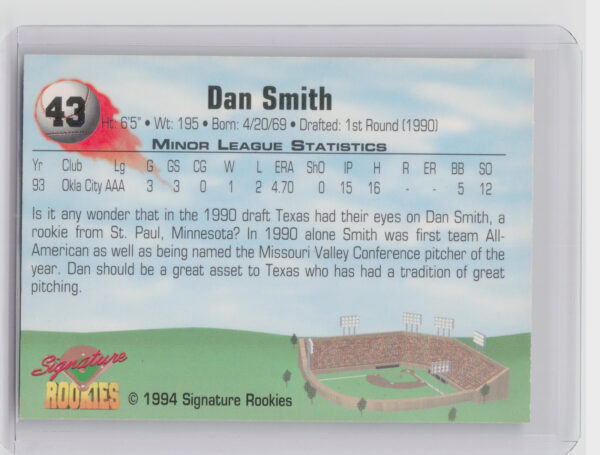 43
Dan Smith
Ht: 6'5" • Wt: 195 • Born: 4/20/69 • Drafted: 1st Round (1990)
MINOR LEAGUE STATISTICS
Yr Club Lg G GS CG W L ERA ShO IP H R ER BB SO
93 Okla City AAA 3 3 0 1 2 4.70 0 15 16 - - 5 12
Is it any wonder that in the 1990 draft Texas had their eyes on Dan Smith, a
rookie from St. Paul, Minnesota? In 1990 alone Smith was first team All-
American as well as being named the Missouri Valley Conference pitcher of
the year. Dan should be a great asset to Texas who has had a tradition of great
pitching.
Signature
ROOKIES
© 1994 Signature Rookies